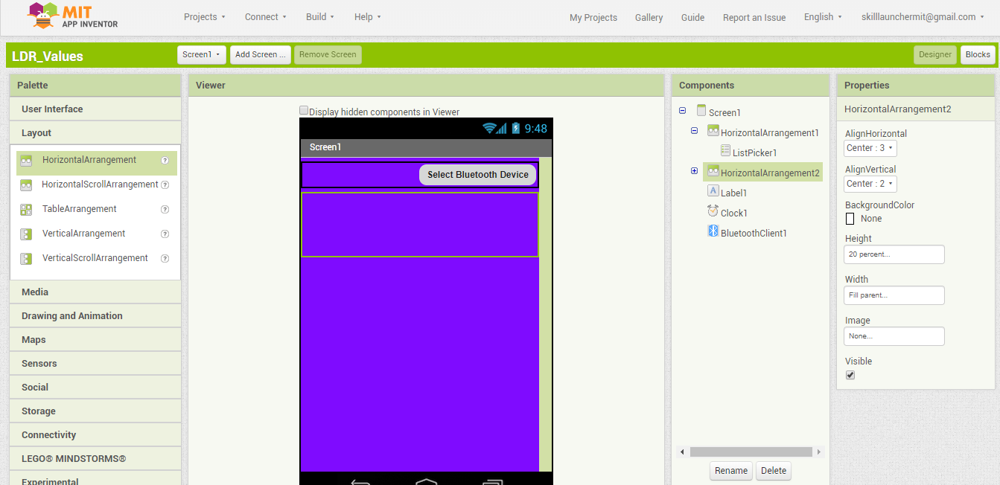 MIT
APP INVENTOR
Projects Connect Build Help My Projects Gallery Guide Report an Issue English skilllaunchermit@gmail.com
LDR_Values Screen1 Add Screen ... Remove Screen Designer Blocks
Palette
User Interface
Layout
HorizontalArrangement ?
HorizontalScrollArrangement ?
TableArrangement ?
VerticalArrangement ?
VerticalScrollArrangement ?
Media
Drawing and Animation
Maps
Sensors
Social
Storage
Connectivity
LEGO® MINDSTORMS®
Experimental
Viewer
Display hidden components in Viewer
9:48
Screen1
Select Bluetooth Device
Components
Screen1
HorizontalArrangement1
ListPicker1
HorizontalArrangement2
A Label1
Clock1
BluetoothClient1
Rename Delete
Properties
HorizontalArrangement2
AlignHorizontal
Center : 3
AlignVertical
Center : 2
BackgroundColor
None
Height
20 percent...
Width
Fill parent...
Image
None...
Visible